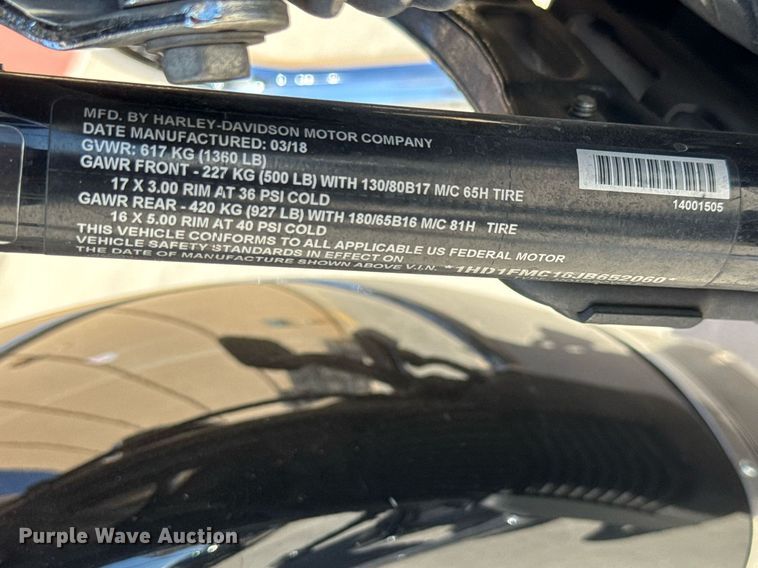 MFD. BY HARLEY-DAVIDSON MOTOR COMPANY
DATE MANUFACTURED: 03/18
GVWR: 617 KG (1360 LB)
GAWR FRONT - 227 KG (500 LB) WITH 130/80B17 M/C 65H TIRE
17 X 3.00 RIM AT 36 PSI COLD
GAWR REAR - 420 KG (927 LB) WITH 180/65B16 M/C 81H TIRE
16 X 5.00 RIM AT 40 PSI COLD
THIS VEHICLE CONFORMS TO ALL APPLICABLE US FEDERAL MOTOR
VEHICLE SAFETY STANDARDS IN EFFECT ON
THE DATE OF MANUFACTURE SHOWN ABOVE V.I.N. *1HD1FMC16JB652060*
14001505
Purple Wave Auction